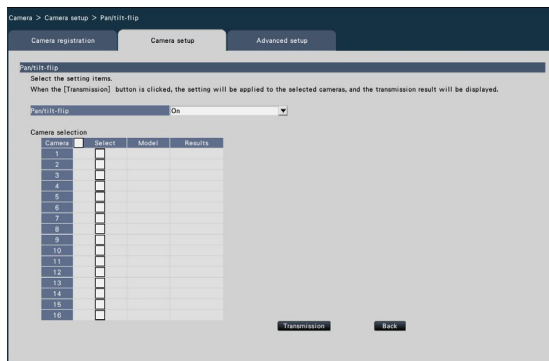 Camera > Camera setup > Pan/tilt-flip
Camera registration Camera setup Advanced setup
Pan/tilt-flip
Select the setting items.
When the [Transmission] button is clicked, the setting will be applied to the selected cameras, and the transmission result will be displayed.
Pan/tilt-flip On
Camera selection
Camera Select Model Results
1
2
3
4
5
6
7
8
9
10
11
12
13
14
15
16
Transmission Back